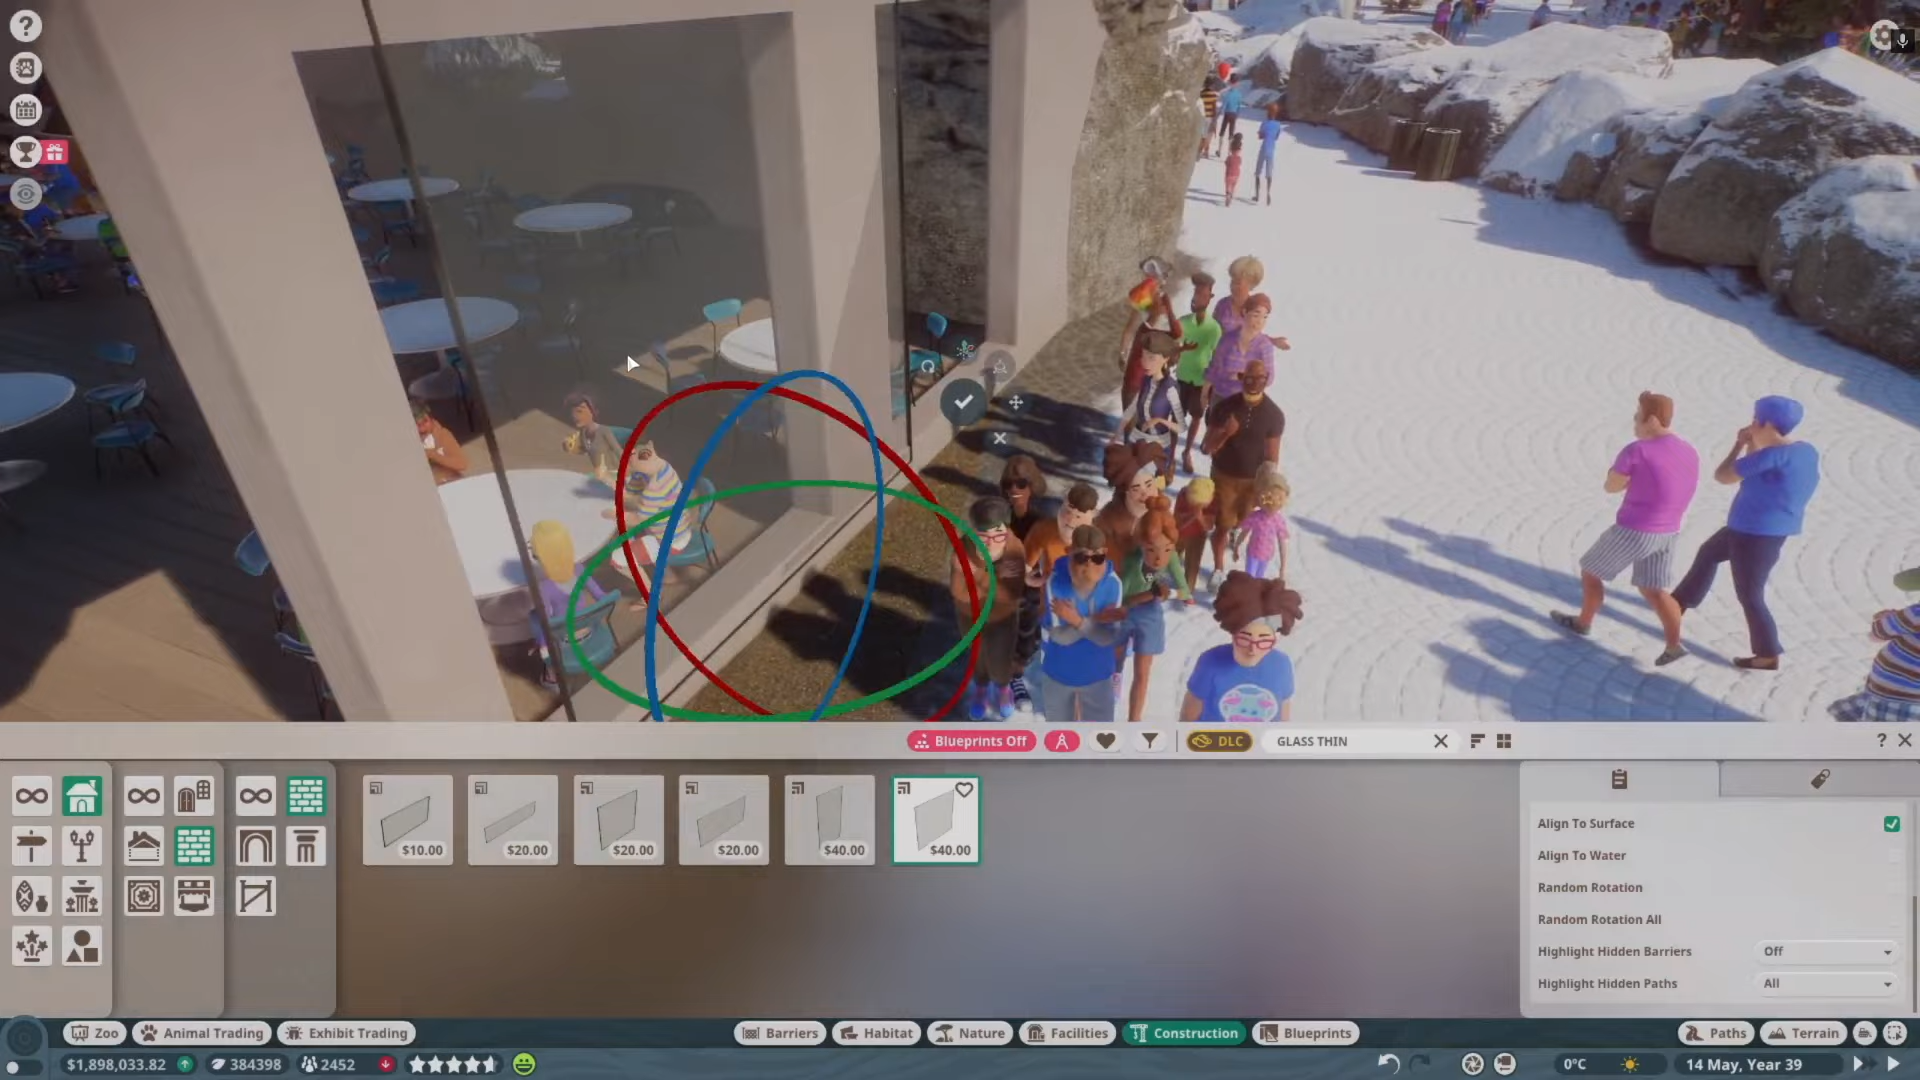 ?
Blueprints Off
DLC
GLASS THIN
?
$10.00
$20.00
$20.00
$20.00
$40.00
$40.00
Align To Surface
Align To Water
Random Rotation
Random Rotation All
Highlight Hidden Barriers
Off
Highlight Hidden Paths
All
Zoo
Animal Trading
Exhibit Trading
Barriers
Habitat
Nature
Facilities
Construction
Blueprints
Paths
Terrain
$1,898,033.82
384398
2452
0°C
14 May, Year 39